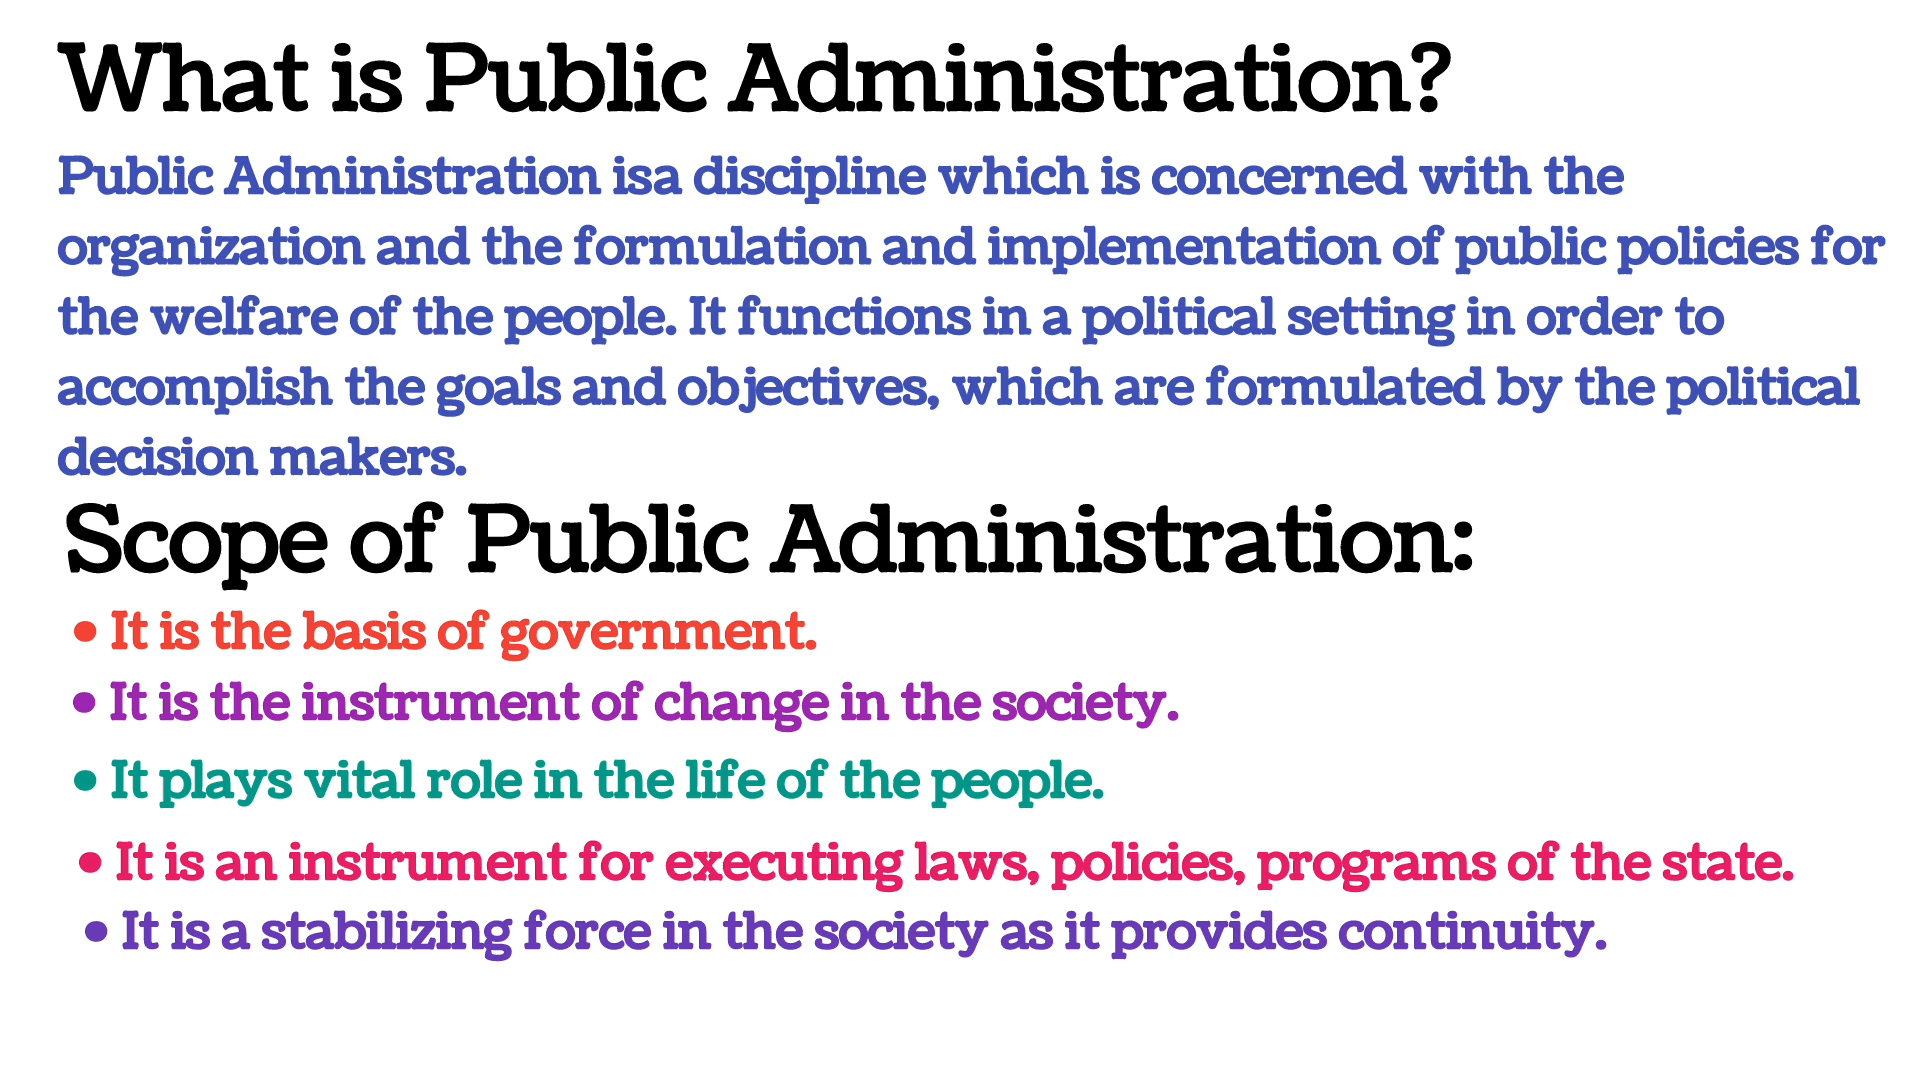 What is Public Administration?
Public Administration isa discipline which is concerned with the
organization and the formulation and implementation of public policies for
the welfare of the people. It functions in a political setting in order to
accomplish the goals and objectives, which are formulated by the political
decision makers.
Scope of Public Administration:
• It is the basis of government.
• It is the instrument of change in the society.
• It plays vital role in the life of the people.
• It is an instrument for executing laws, policies, programs of the state.
• It is a stabilizing force in the society as it provides continuity.